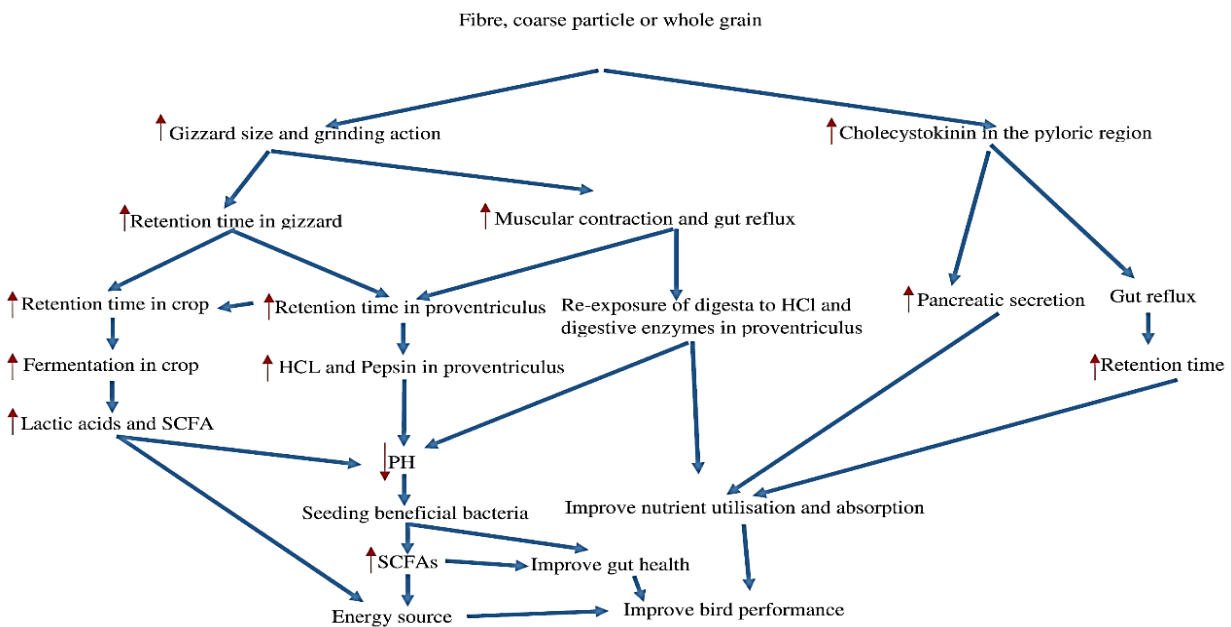 Fibre, coarse particle or whole grain
Gizzard size and grinding action
Cholecystokinin in the pyloric region
Retention time in gizzard
Muscular contraction and gut reflux
Retention time in crop
Retention time in proventriculus
Re-exposure of digesta to HCl and
digestive enzymes in proventriculus
Pancreatic secretion
Gut reflux
Fermentation in crop
HCL and Pepsin in proventriculus
Retention time
Lactic acids and SCFA
PH
Seeding beneficial bacteria
Improve nutrient utilisation and absorption
SCFAs
Improve gut health
Energy source
Improve bird performance